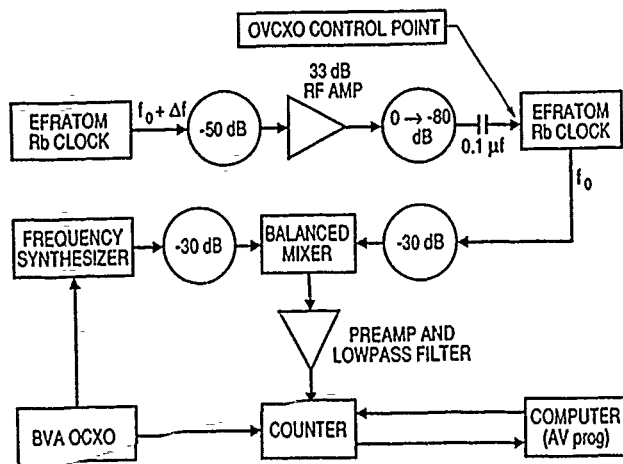 OVCXO CONTROL POINT
33 dB
RF AMP
EFRATOM
Rb CLOCK
f₀ + Δf
-50 dB
0 → -80
dB
0.1 µf
EFRATOM
Rb CLOCK
f₀
FREQUENCY
SYNTHESIZER
-30 dB
BALANCED
MIXER
-30 dB
PREAMP AND
LOWPASS FILTER
BVA OCXO
COUNTER
COMPUTER
(AV prog)